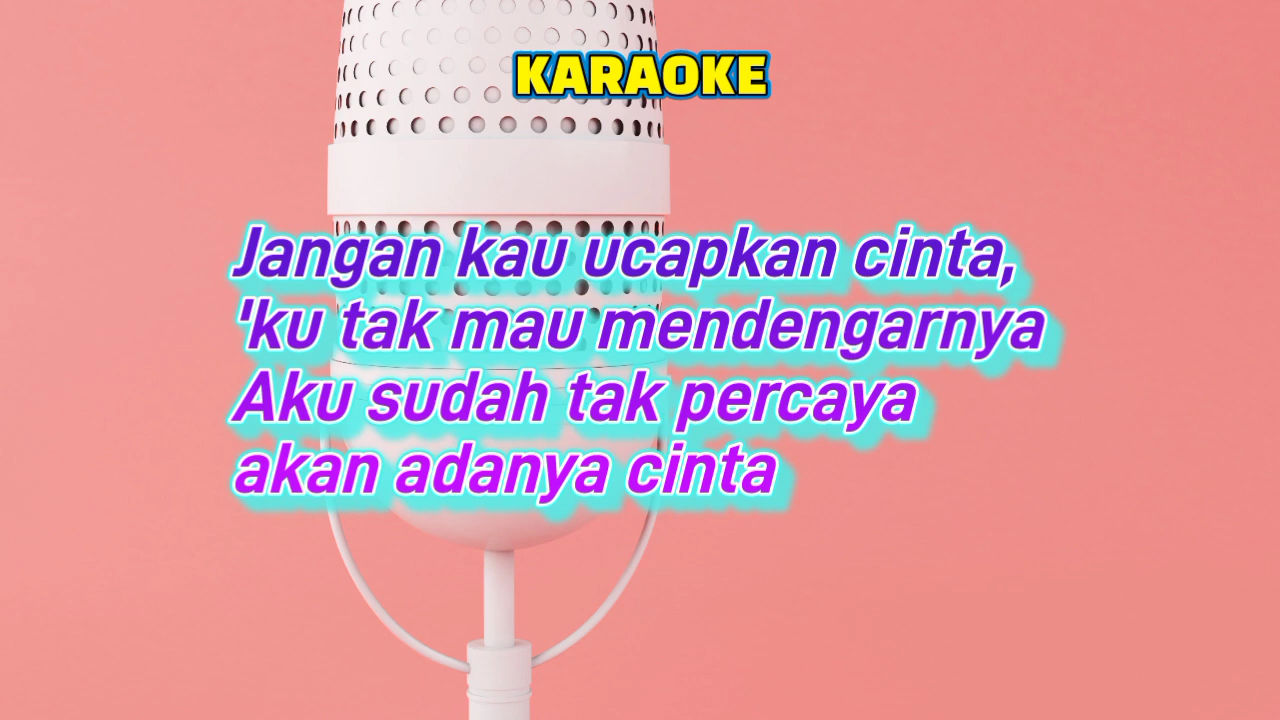 KARAOKE
Jangan kau ucapkan cinta,
'ku tak mau mendengarnya
Aku sudah tak percaya
akan adanya cinta